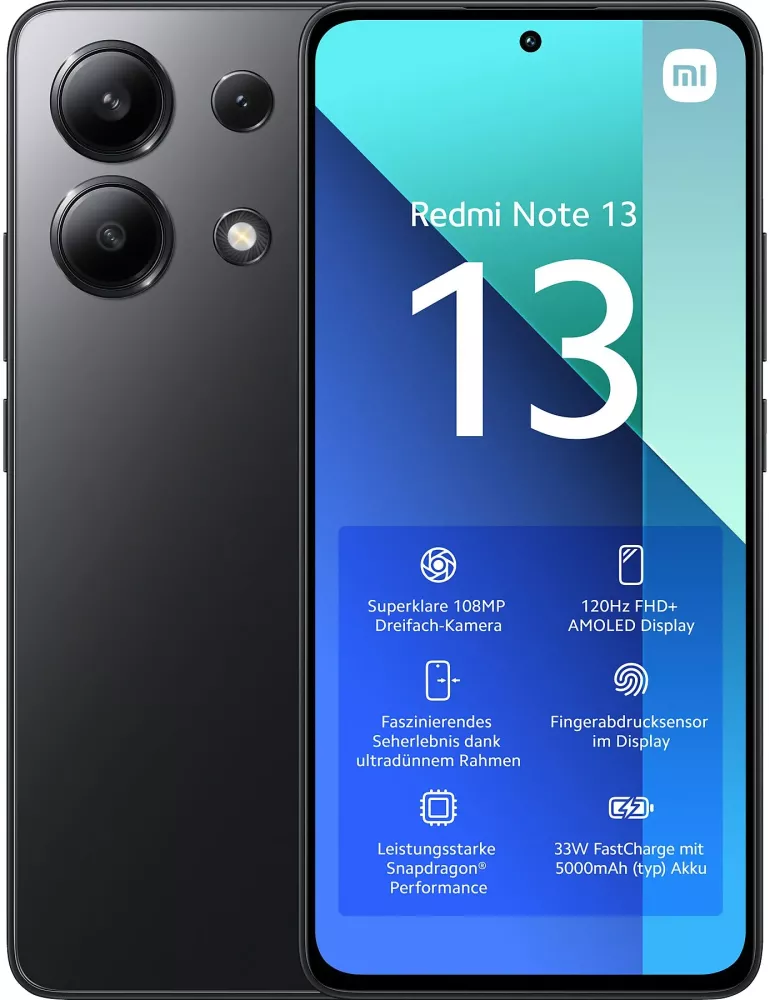 mi
Redmi Note 13
13
Superklare 108MP
Dreifach-Kamera
120Hz FHD+
AMOLED Display
Faszinierendes
Seherlebnis dank
ultradünnem Rahmen
Fingerabdrucksensor
im Display
Leistungsstarke
Snapdragon®
Performance
33W FastCharge mit
5000mAh (typ) Akku